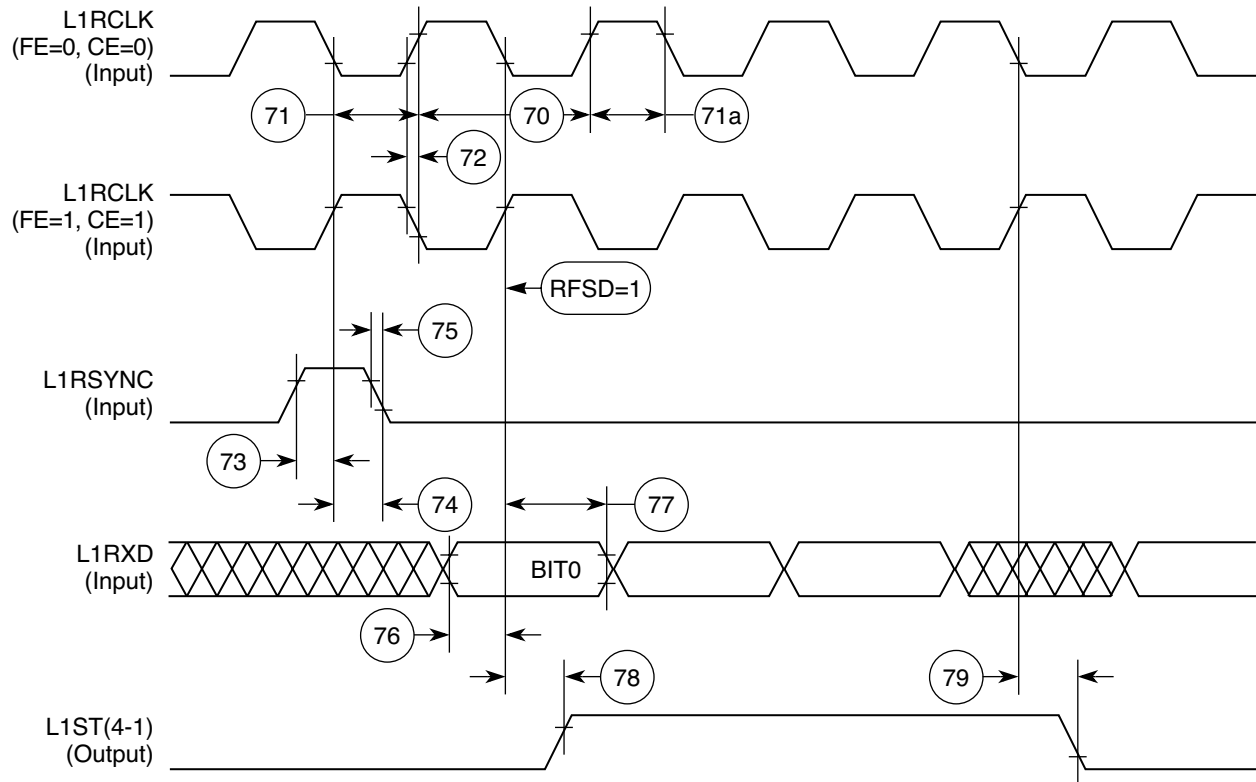 L1RCLK
(FE=0, CE=0)
(Input)
71
70
71a
72
L1RCLK
(FE=1, CE=1)
(Input)
RFSD=1
75
L1RSYNC
(Input)
73
74
77
L1RXD
(Input)
BIT0
76
78
79
L1ST(4-1)
(Output)